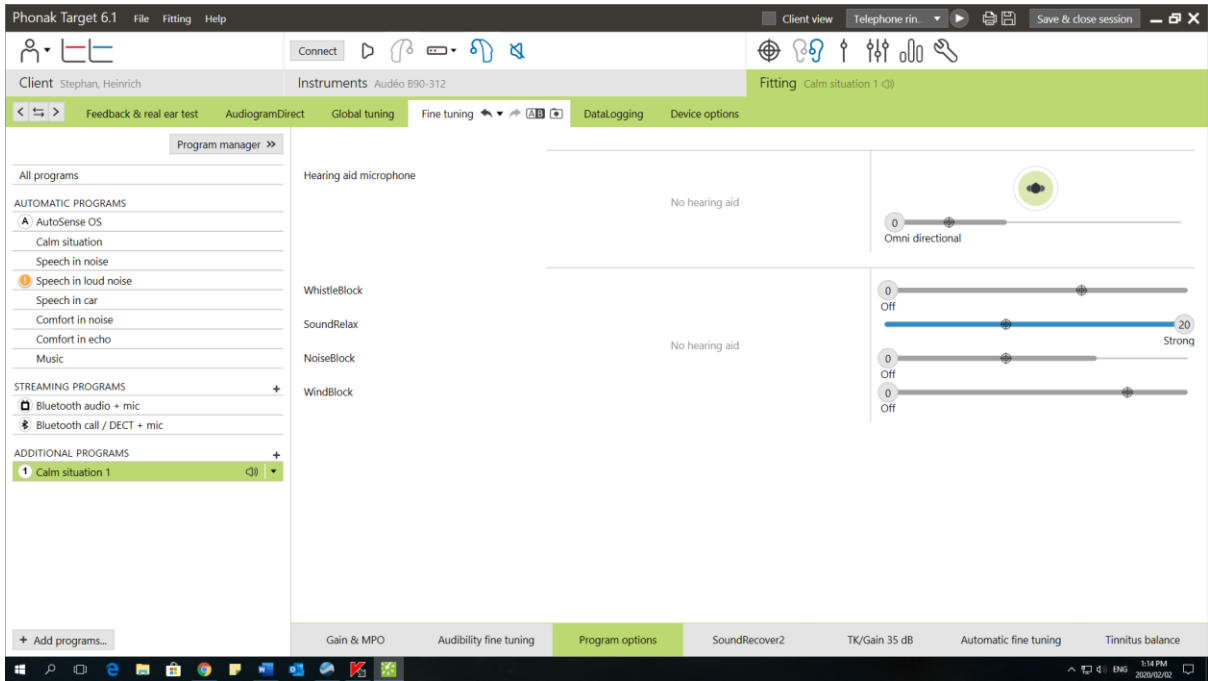 Phonak Target 6.1 File Fitting Help Client view Telephone rin.. Save & close session
Connect
Client Stephan, Heinrich Instruments Audéo B90-312 Fitting Calm situation 1
Feedback & real ear test AudiogramDirect Global tuning Fine tuning AB DataLogging Device options
Program manager »
All programs
AUTOMATIC PROGRAMS
A AutoSense OS
Calm situation
Speech in noise
! Speech in loud noise
Speech in car
Comfort in noise
Comfort in echo
Music
STREAMING PROGRAMS +
Bluetooth audio + mic
Bluetooth call / DECT + mic
ADDITIONAL PROGRAMS +
1 Calm situation 1
+ Add programs...
Hearing aid microphone
No hearing aid
0
Omni directional
WhistleBlock
0
Off
SoundRelax
20
Strong
No hearing aid
NoiseBlock
0
Off
WindBlock
0
Off
Gain & MPO Audibility fine tuning Program options SoundRecover2 TK/Gain 35 dB Automatic fine tuning Tinnitus balance
ENG 1:14 PM
2020/02/02